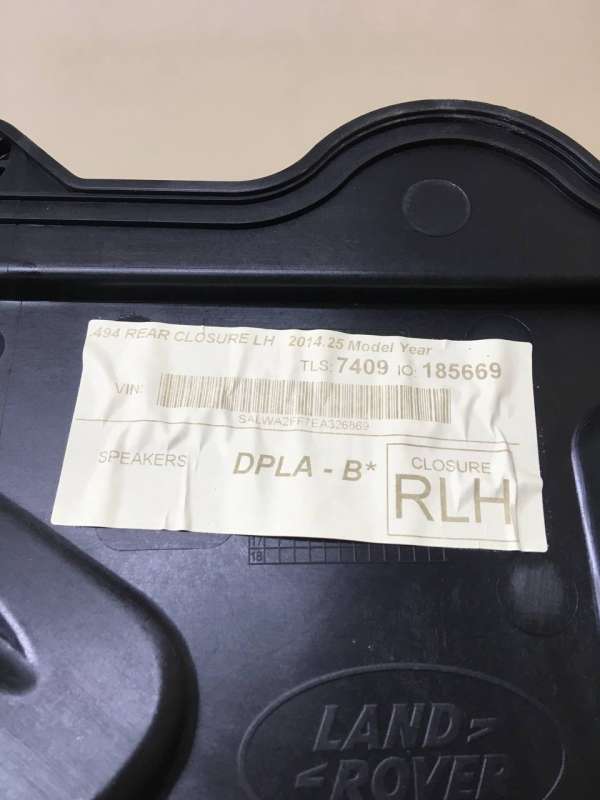 .494 REAR CLOSURE LH 2014.25 Model Year
TLS: 7409 IO: 185669
VIN:
SALWA2FF7EA326869
SPEAKERS DPLA - B* CLOSURE
RLH
17
18
LAND
ROVER